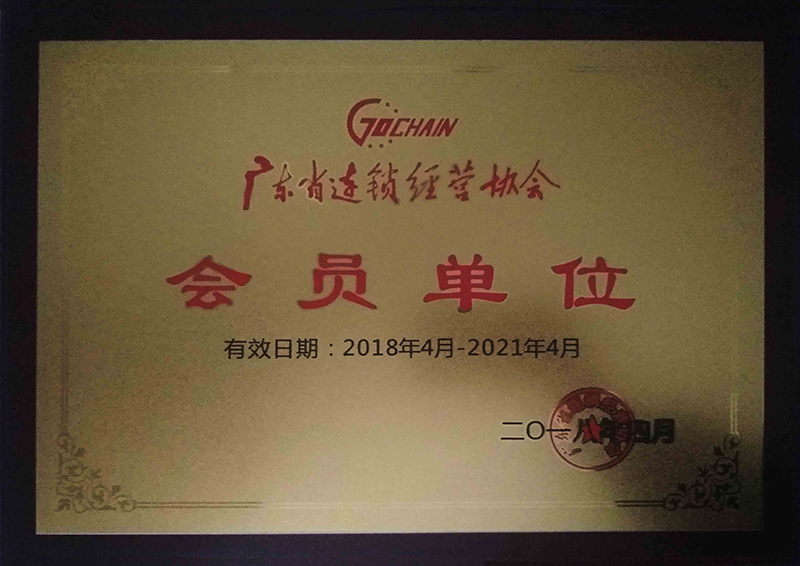 GOCHAIN
广东省连锁经营协会
会员单位
有效日期：2018年4月-2021年4月
二〇一八年四月